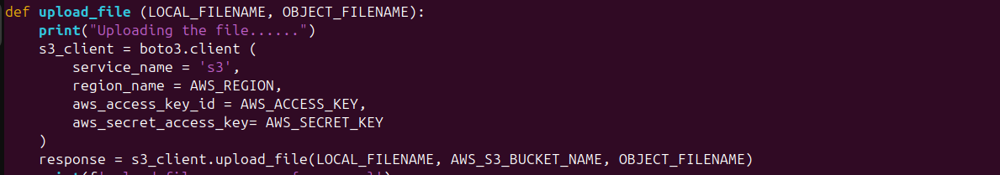 def upload_file (LOCAL_FILENAME, OBJECT_FILENAME):
    print("Uploading the file......")
    s3_client = boto3.client (
        service_name = 's3',
        region_name = AWS_REGION,
        aws_access_key_id = AWS_ACCESS_KEY,
        aws_secret_access_key= AWS_SECRET_KEY
    )
    response = s3_client.upload_file(LOCAL_FILENAME, AWS_S3_BUCKET_NAME, OBJECT_FILENAME)